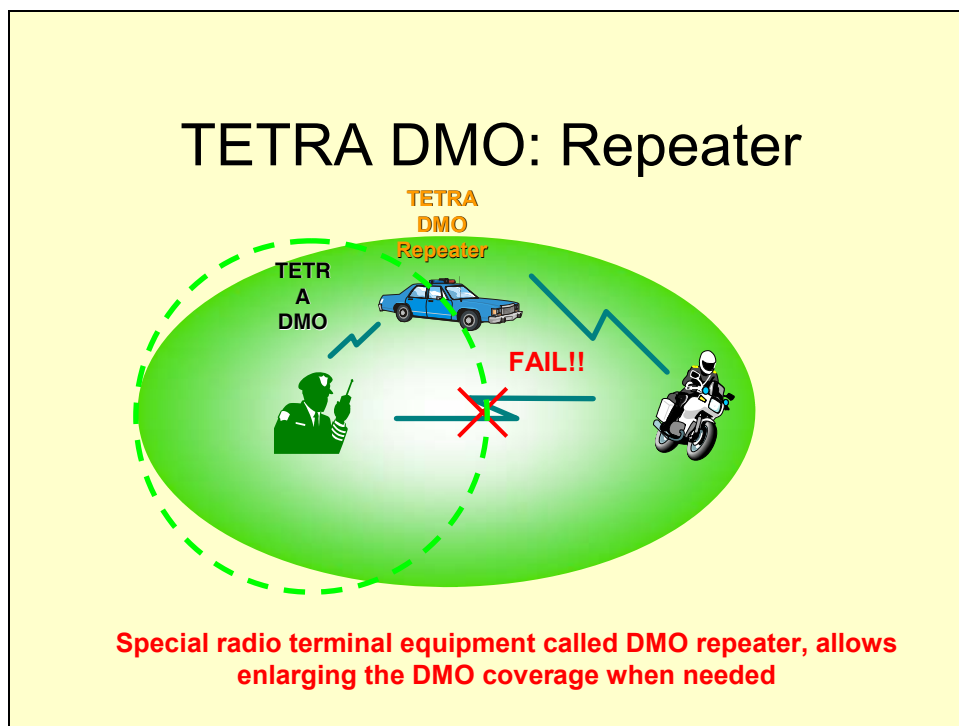 TETRA DMO: Repeater
TETRA
DMO
Repeater
TETR
A
DMO
FAIL!!
Special radio terminal equipment called DMO repeater, allows
enlarging the DMO coverage when needed